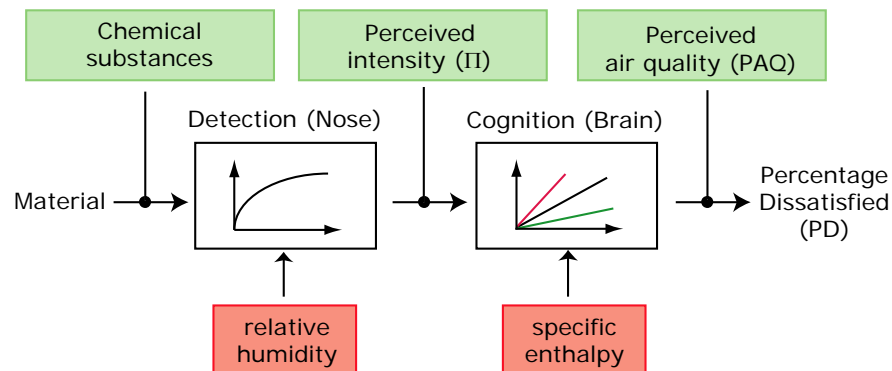 Chemical
substances
Perceived
intensity (Π)
Perceived
air quality (PAQ)
Detection (Nose)
Cognition (Brain)
Material
Percentage
Dissatisfied
(PD)
relative
humidity
specific
enthalpy